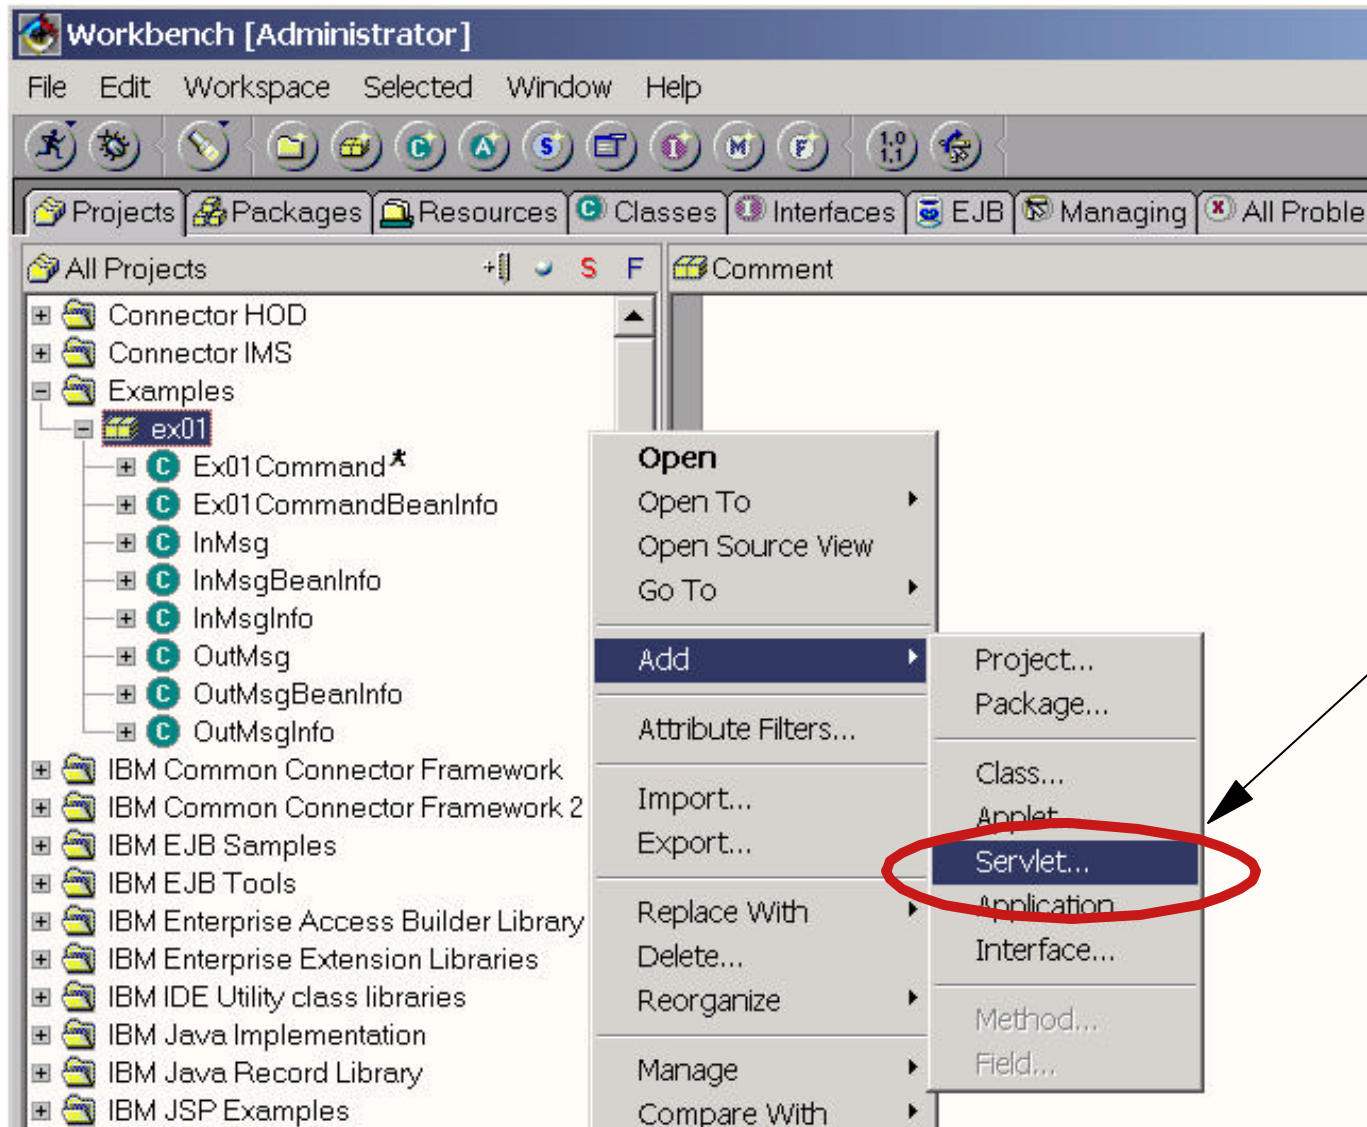 Workbench [Administrator]
File Edit Workspace Selected Window Help
C A S I M F 1.0 1.1
Projects Packages Resources C Classes I Interfaces EJB Managing X All Proble
All Projects S F Comment
Connector HOD
Connector IMS
Examples
ex01
C Ex01Command
C Ex01CommandBeanInfo
C InMsg
C InMsgBeanInfo
C InMsgInfo
C OutMsg
C OutMsgBeanInfo
C OutMsgInfo
IBM Common Connector Framework
IBM Common Connector Framework 2
IBM EJB Samples
IBM EJB Tools
IBM Enterprise Access Builder Library
IBM Enterprise Extension Libraries
IBM IDE Utility class libraries
IBM Java Implementation
IBM Java Record Library
IBM JSP Examples
Open
Open To
Open Source View
Go To
Add
Attribute Filters...
Import...
Export...
Replace With
Delete...
Reorganize
Manage
Compare With
Project...
Package...
Class...
Applet...
Servlet...
Application
Interface...
Method...
Field...